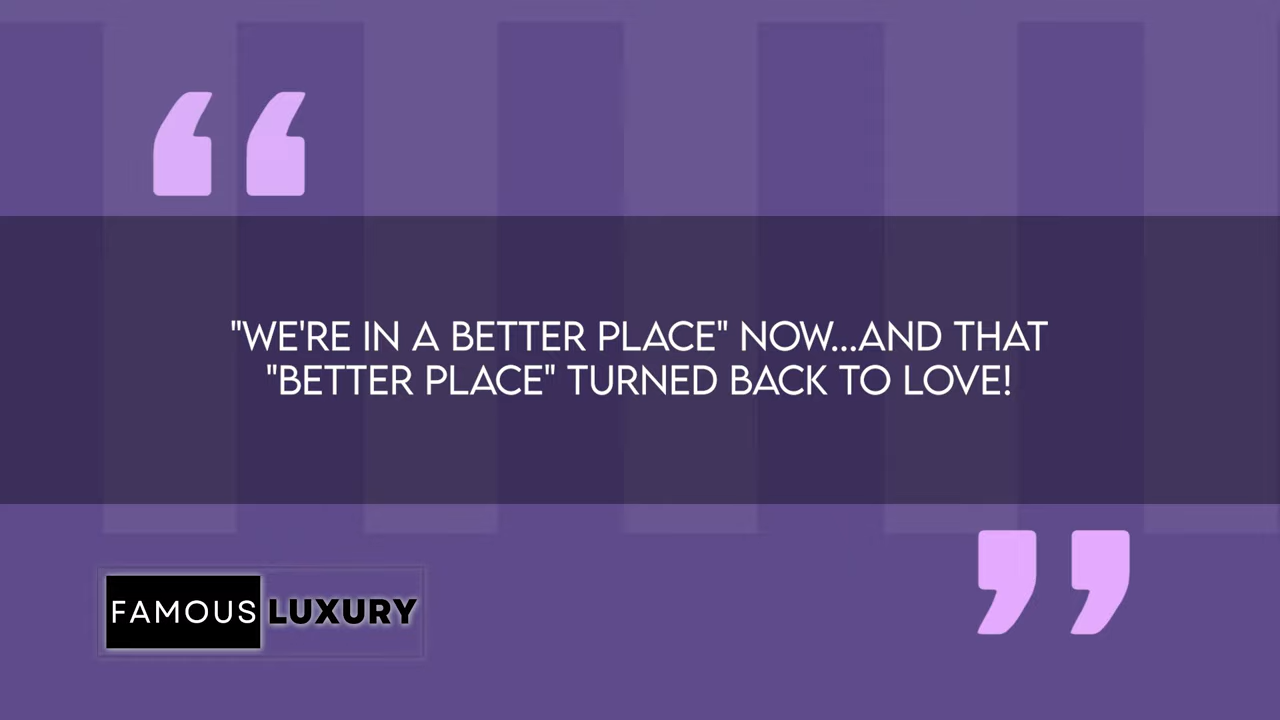 "WE'RE IN A BETTER PLACE" NOW...AND THAT
"BETTER PLACE" TURNED BACK TO LOVE!
FAMOUS LUXURY